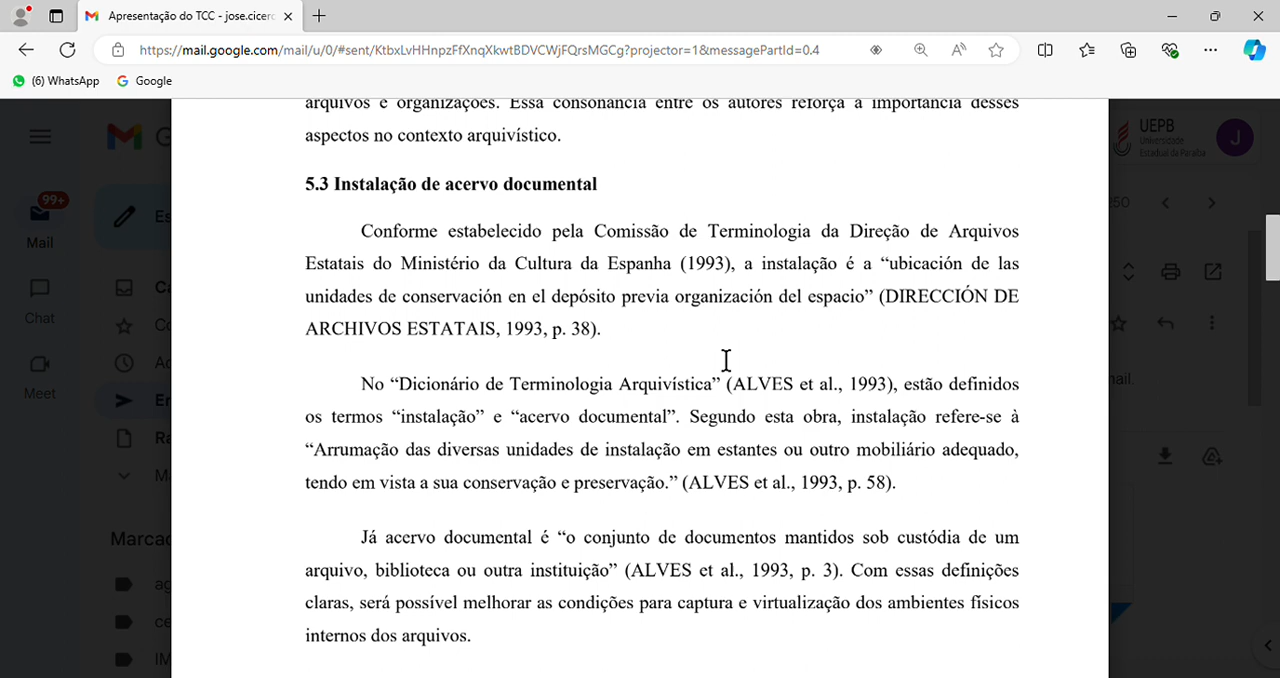 Apresentação do TCC - jose.cicero
https://mail.google.com/mail/u/0/#sent/KtbxLvHHnpzFfXnqXkwtBDVCWjFQrsMGCg?projector=1&messagePartId=0.4
(6) WhatsApp Google
arquivos e organizações. Essa consonância entre os autores reforça a importância desses
aspectos no contexto arquivístico.
UEPB
Universidade
Estadual da Paraíba
J
5.3 Instalação de acervo documental
99+
Mail
Conforme estabelecido pela Comissão de Terminologia da Direção de Arquivos
Estatais do Ministério da Cultura da Espanha (1993), a instalação é a “ubicación de las
unidades de conservación en el depósito previa organización del espacio” (DIRECCIÓN DE
ARCHIVOS ESTATAIS, 1993, p. 38).
Chat
Meet
No “Dicionário de Terminologia Arquivística” (ALVES et al., 1993), estão definidos
os termos “instalação” e “acervo documental”. Segundo esta obra, instalação refere-se à
“Arrumação das diversas unidades de instalação em estantes ou outro mobiliário adequado,
tendo em vista a sua conservação e preservação.” (ALVES et al., 1993, p. 58).
Já acervo documental é “o conjunto de documentos mantidos sob custódia de um
arquivo, biblioteca ou outra instituição” (ALVES et al., 1993, p. 3). Com essas definições
claras, será possível melhorar as condições para captura e virtualização dos ambientes físicos
internos dos arquivos.